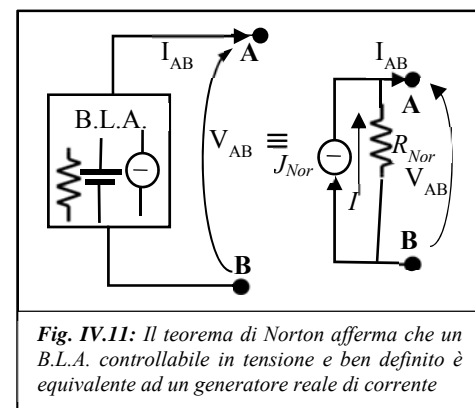 I_AB
A
B.L.A.
V_AB
B
≡
I_AB
A
J_Nor
I
R_Nor
V_AB
B
Fig. IV.11: Il teorema di Norton afferma che un
B.L.A. controllabile in tensione e ben definito è
equivalente ad un generatore reale di corrente